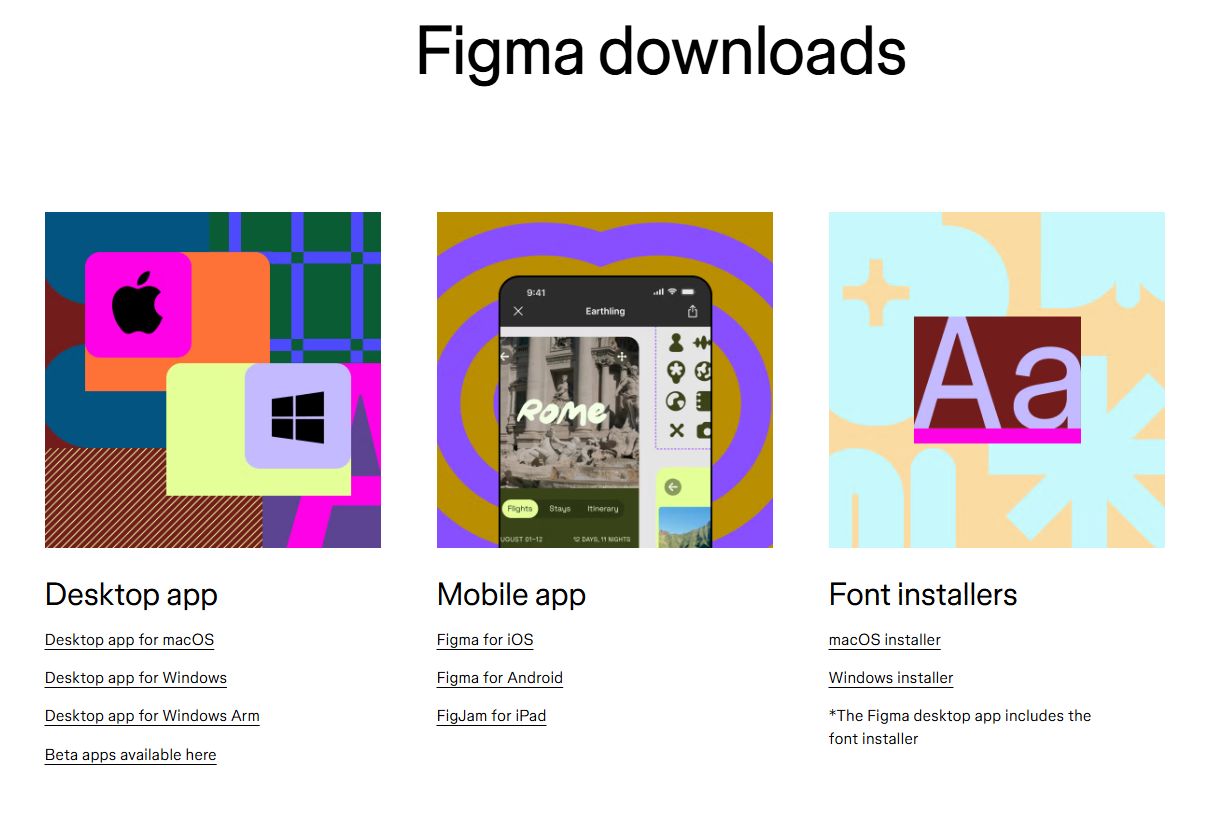 Figma downloads
9:41
Earthling
Rome
Flights Stays Itinerary
UGUST 01–12 12 DAYS, 11 NIGHTS
Aa
Desktop app
Desktop app for macOS
Desktop app for Windows
Desktop app for Windows Arm
Beta apps available here
Mobile app
Figma for iOS
Figma for Android
FigJam for iPad
Font installers
macOS installer
Windows installer
*The Figma desktop app includes the
font installer